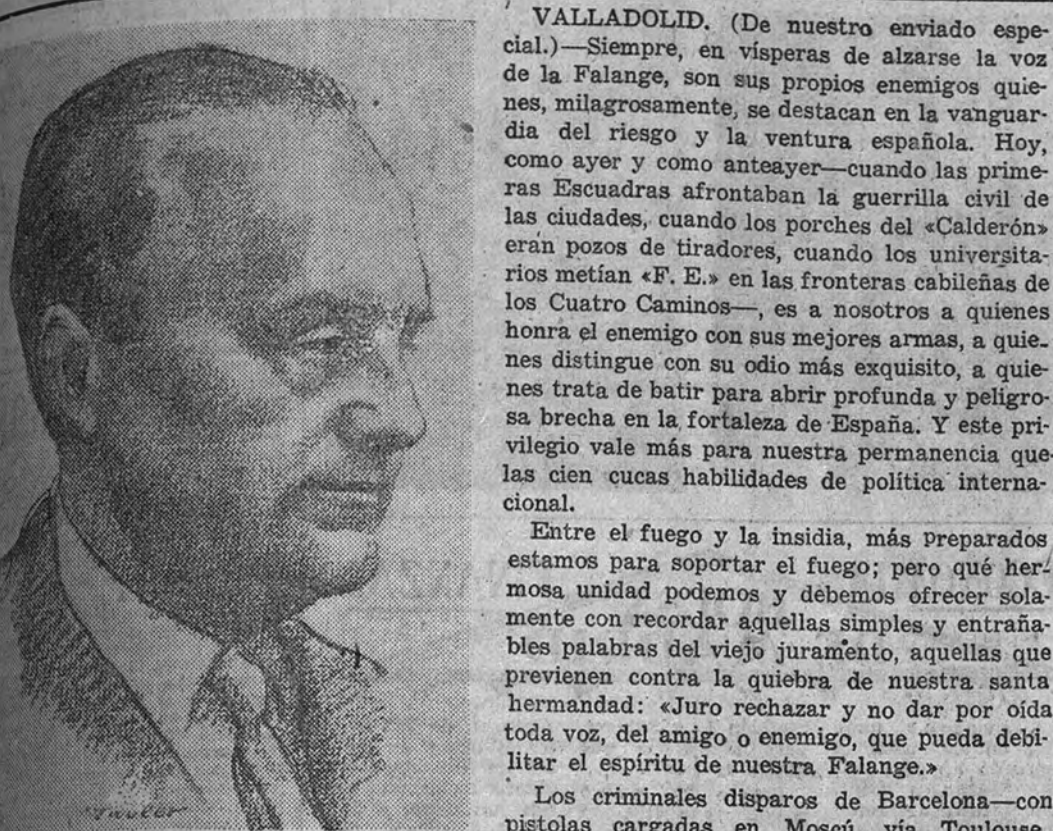 VALLADOLID. (De nuestro enviado espe-
cial.)—Siempre, en vísperas de alzarse la voz
de la Falange, son sus propios enemigos quie-
nes, milagrosamente, se destacan en la vanguar-
dia del riesgo y la ventura española. Hoy,
como ayer y como anteayer—cuando las prime-
ras Escuadras afrontaban la guerrilla civil de
las ciudades, cuando los porches del «Calderón»
erán pozos de tiradores, cuando los universita-
rios metían «F. E.» en las fronteras cabileñas de
los Cuatro Caminos—, es a nosotros a quienes
honra el enemigo con sus mejores armas, a quie-
nes distingue con su odio más exquisito, a quie-
nes trata de batir para abrir profunda y peligro-
sa brecha en la fortaleza de España. Y este pri-
vilegio vale más para nuestra permanencia que
las cien cucas habilidades de política interna-
cional.
Entre el fuego y la insidia, más preparados
estamos para soportar el fuego; pero qué her-
mosa unidad podemos y debemos ofrecer sola-
mente con recordar aquellas simples y entraña-
bles palabras del viejo juramento, aquellas que
previenen contra la quiebra de nuestra santa
hermandad: «Juro rechazar y no dar por oída
toda voz, del amigo o enemigo, que pueda debi-
litar el espíritu de nuestra Falange.»
Los criminales disparos de Barcelona—con
pistolas cargadas en Moscú, vía Toulouse,